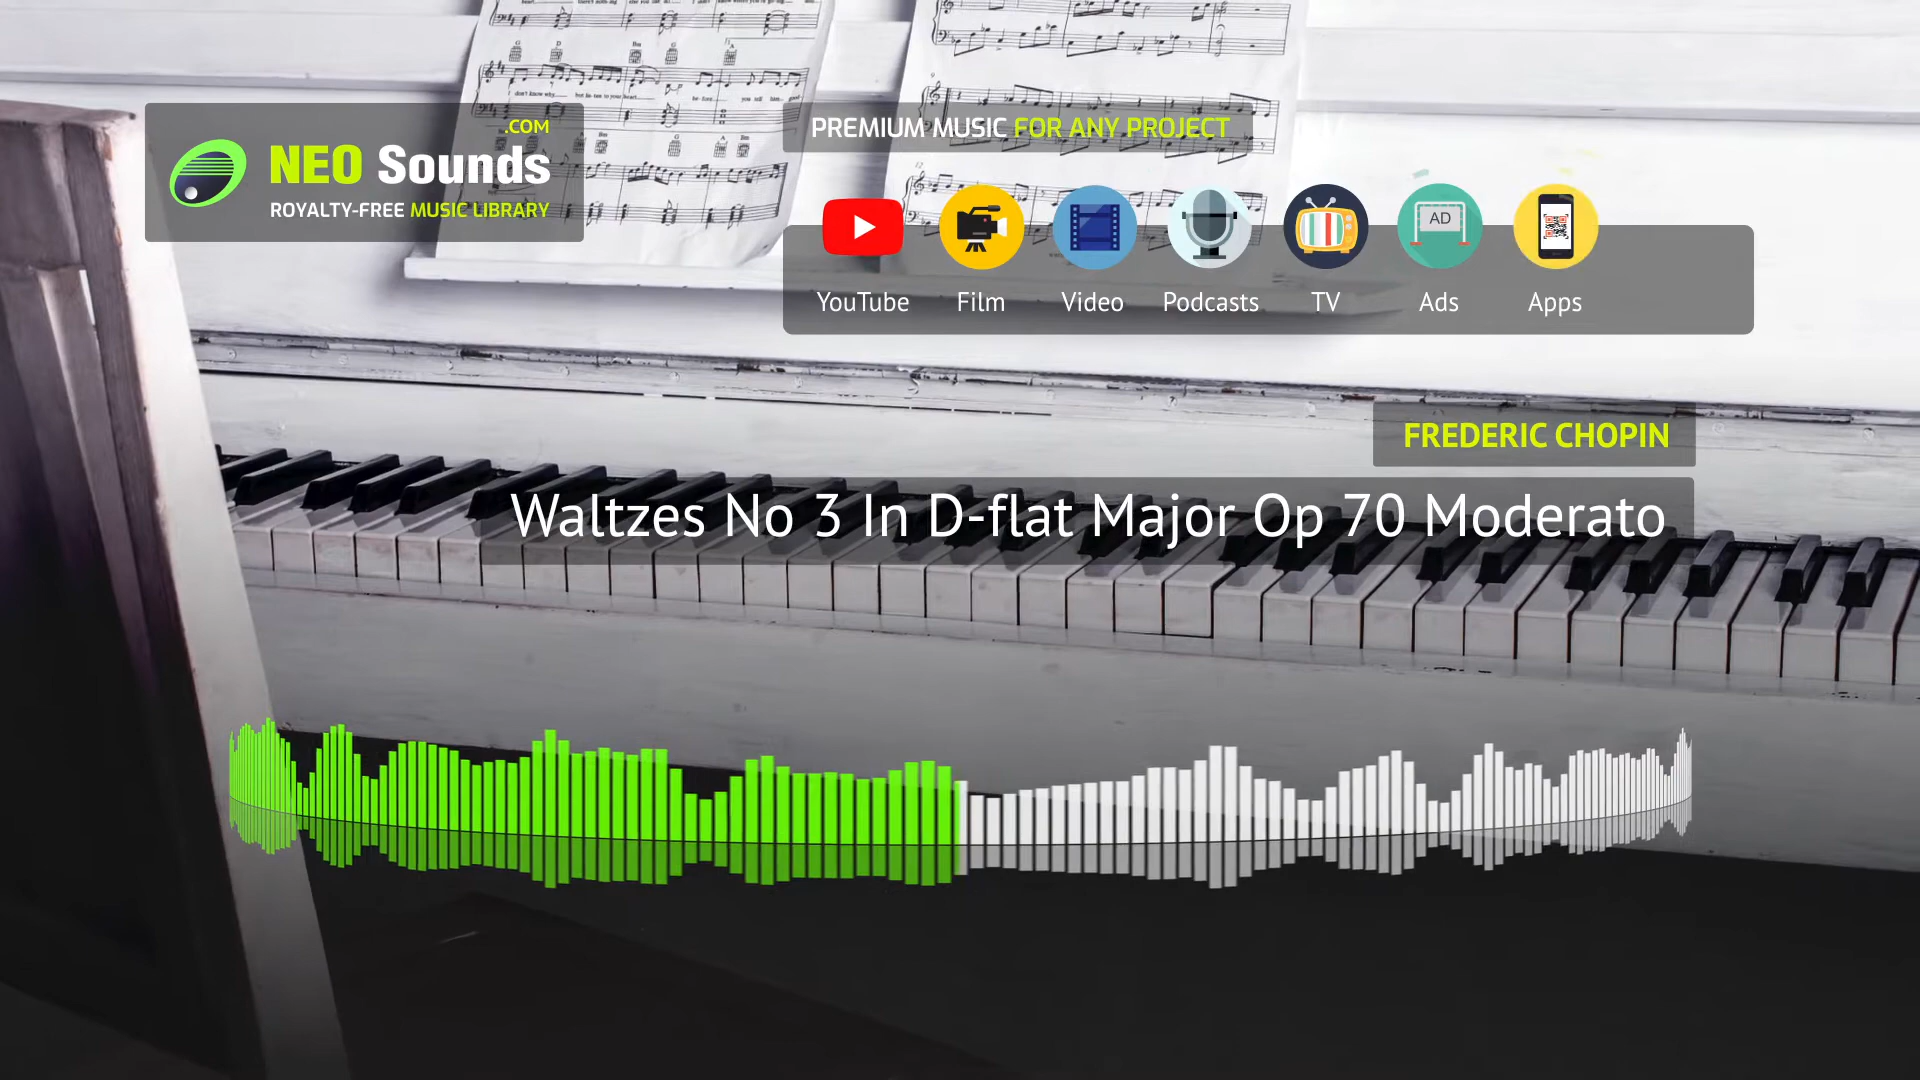 .COM
NEO Sounds
ROYALTY-FREE MUSIC LIBRARY
PREMIUM MUSIC FOR ANY PROJECT
AD
YouTube Film Video Podcasts TV Ads Apps
FREDERIC CHOPIN
Waltzes No 3 In D-flat Major Op 70 Moderato